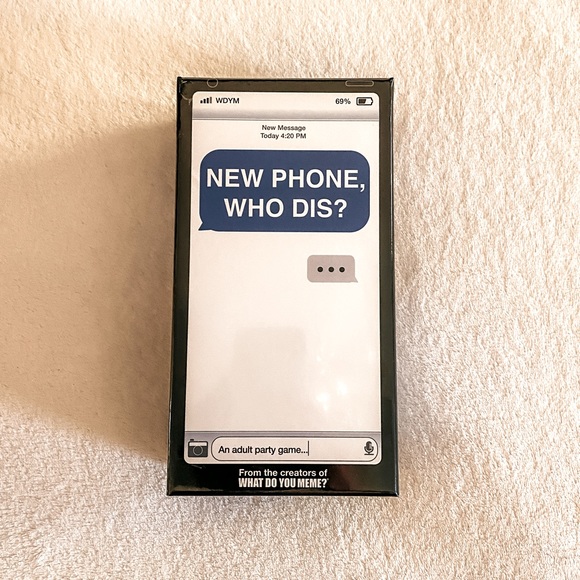 WDYM 69%
New Message
Today 4:20 PM
NEW PHONE,
WHO DIS?
An adult party game...
From the creators of
WHAT DO YOU MEME?